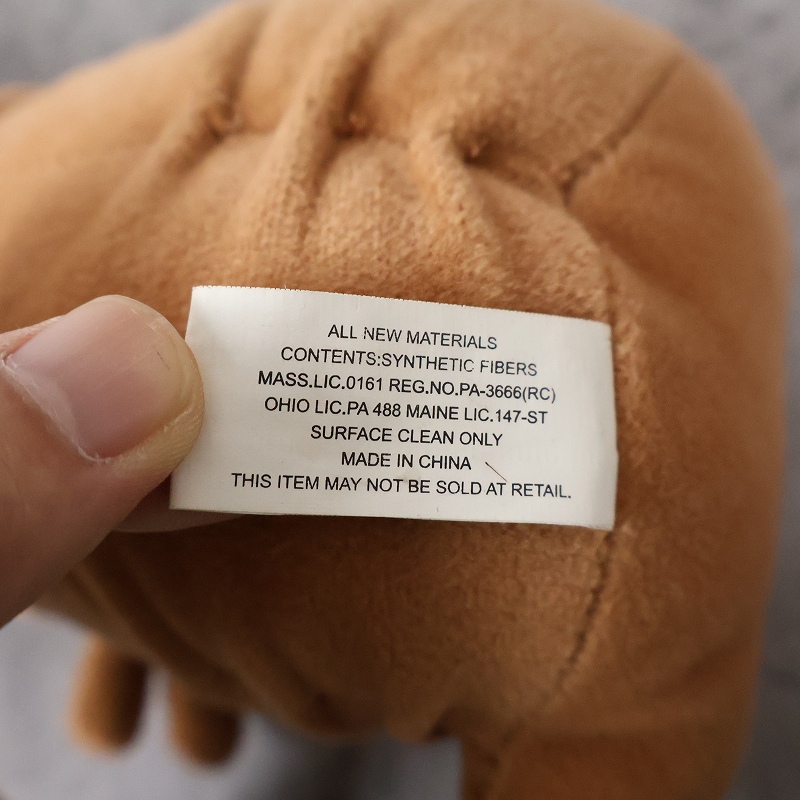 ALL NEW MATERIALS
CONTENTS:SYNTHETIC FIBERS
MASS.LIC.0161 REG.NO.PA-3666(RC)
OHIO LIC.PA 488 MAINE LIC.147-ST
SURFACE CLEAN ONLY
MADE IN CHINA
THIS ITEM MAY NOT BE SOLD AT RETAIL.